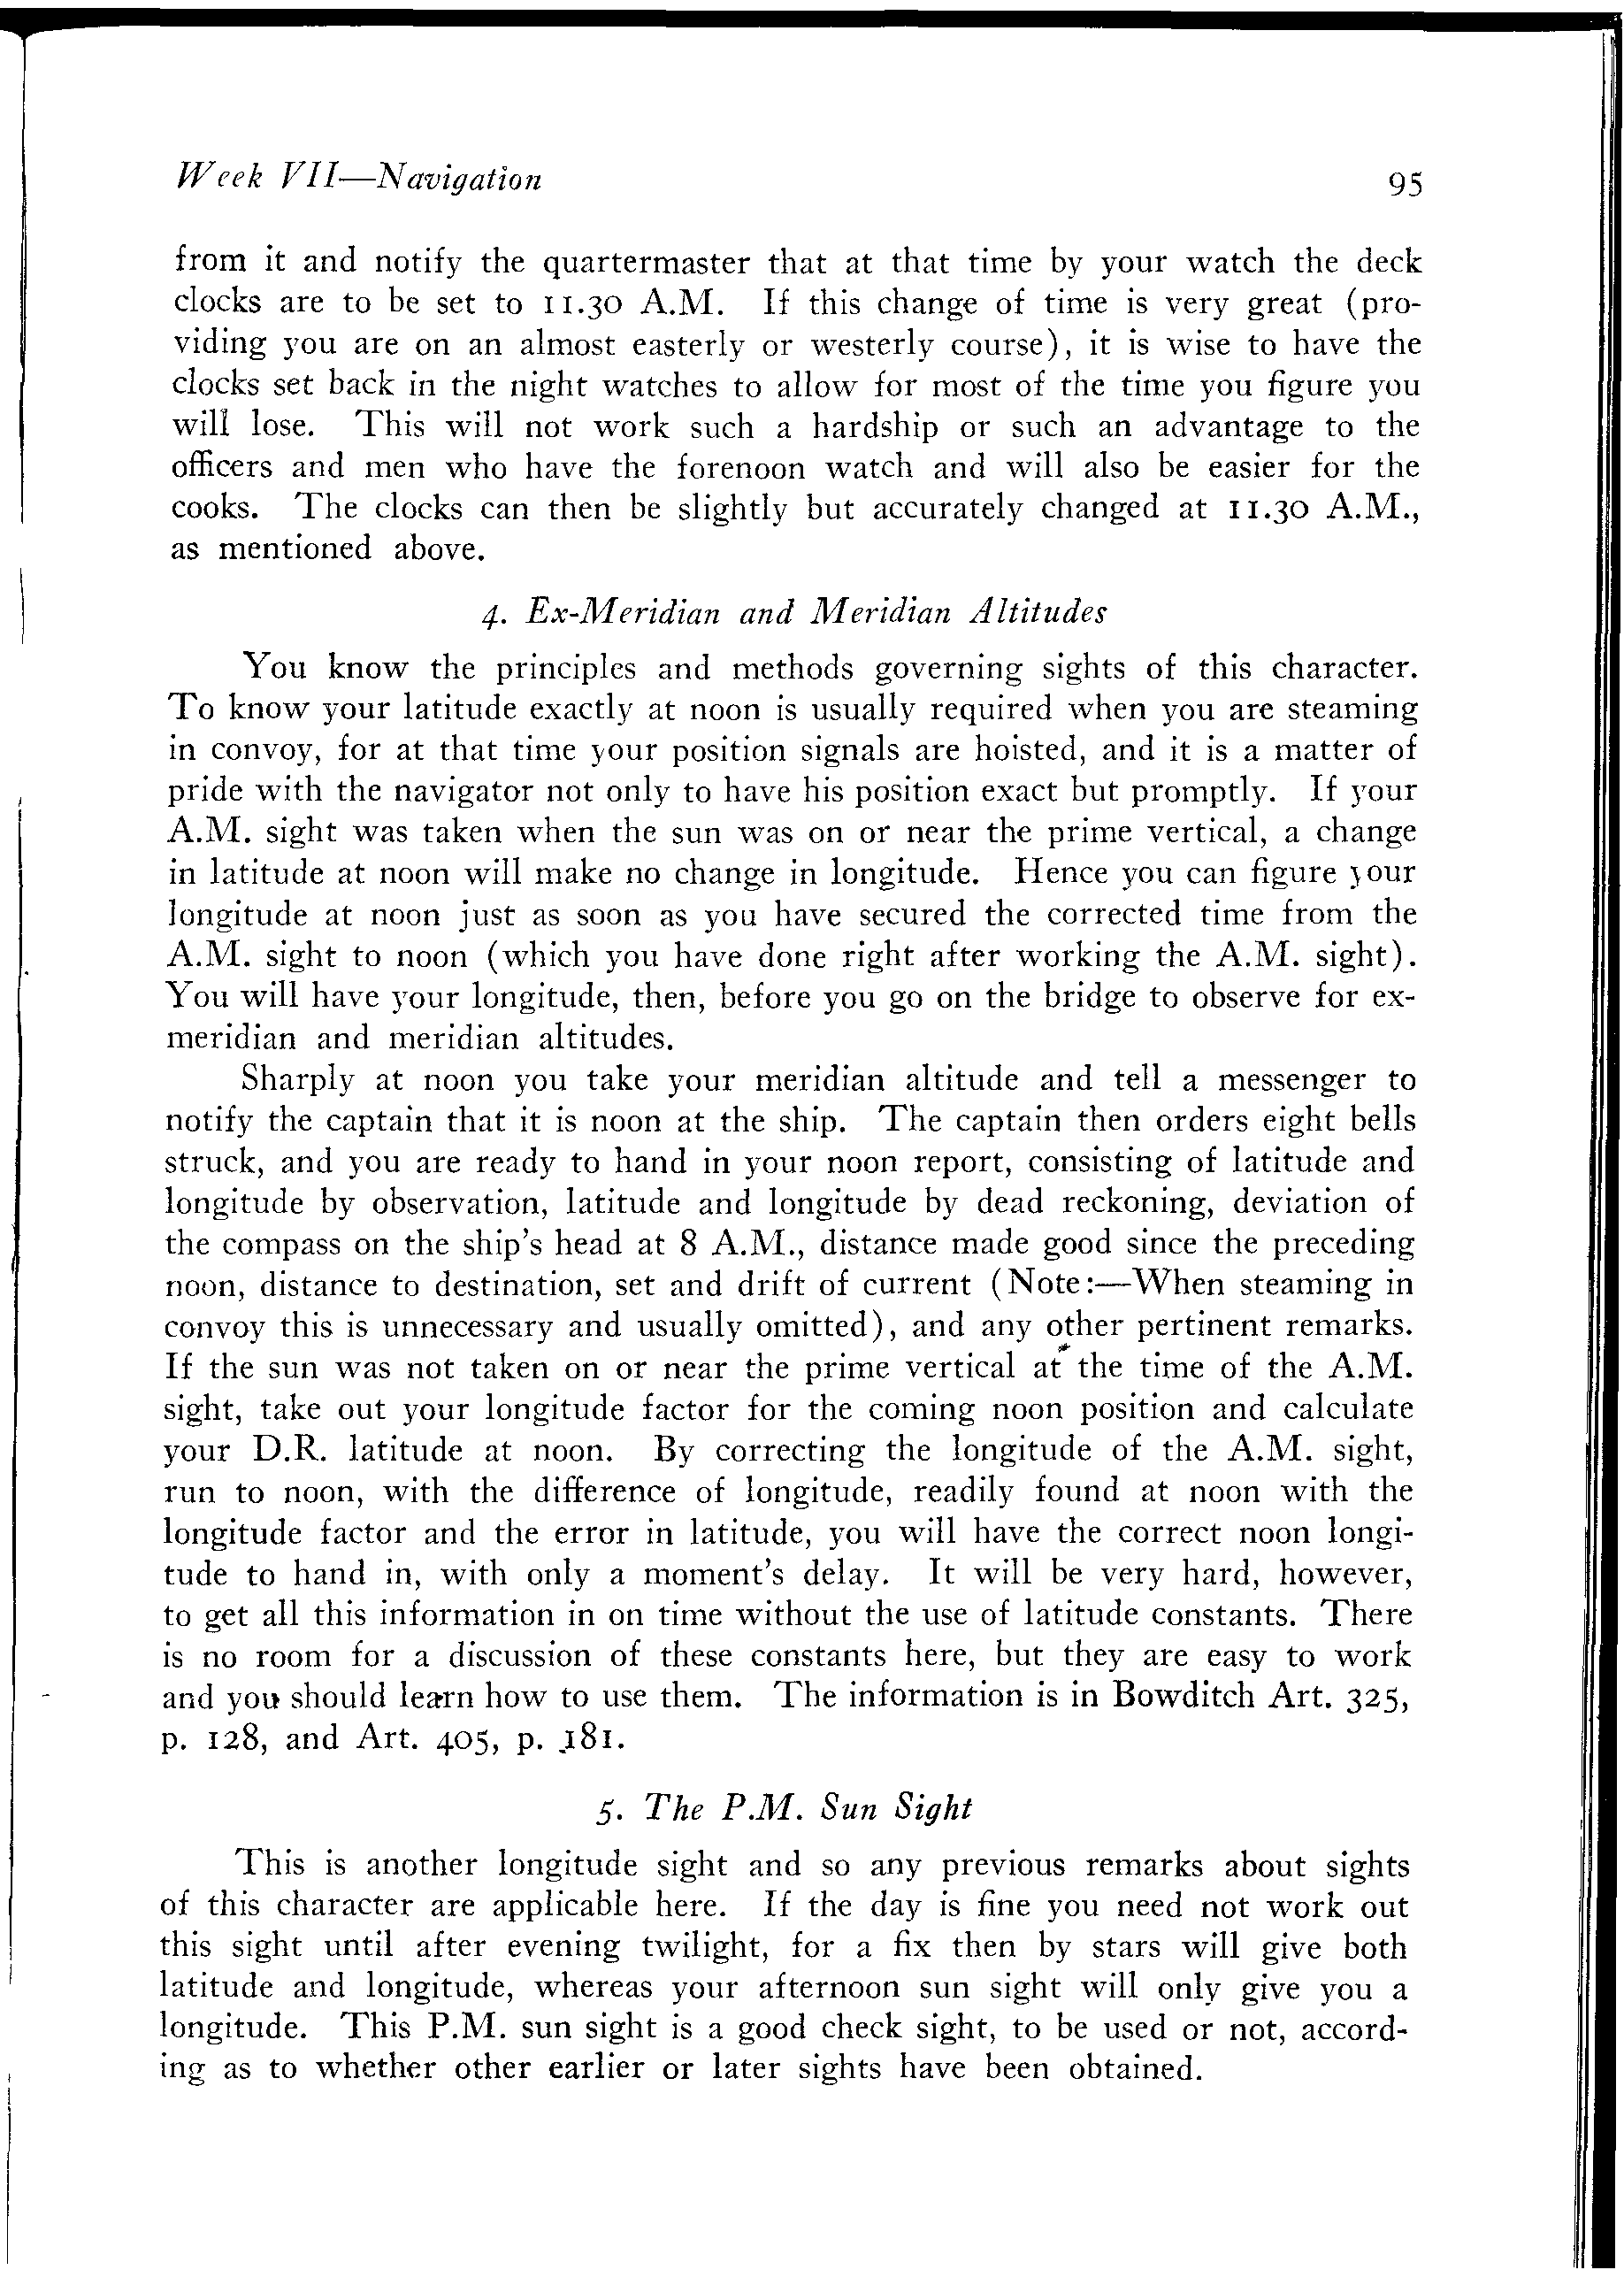 Week VII—Navigation 95
from it and notify the quartermaster that at that time by your watch the deck
clocks are to be set to 11.30 A.M. If this change of time is very great (pro-
viding you are on an almost easterly or westerly course), it is wise to have the
clocks set back in the night watches to allow for most of the time you figure you
will lose. This will not work such a hardship or such an advantage to the
officers and men who have the forenoon watch and will also be easier for the
cooks. The clocks can then be slightly but accurately changed at 11.30 A.M.,
as mentioned above.
4. Ex-Meridian and Meridian Altitudes
You know the principles and methods governing sights of this character.
To know your latitude exactly at noon is usually required when you are steaming
in convoy, for at that time your position signals are hoisted, and it is a matter of
pride with the navigator not only to have his position exact but promptly. If your
A.M. sight was taken when the sun was on or near the prime vertical, a change
in latitude at noon will make no change in longitude. Hence you can figure your
longitude at noon just as soon as you have secured the corrected time from the
A.M. sight to noon (which you have done right after working the A.M. sight).
You will have your longitude, then, before you go on the bridge to observe for ex-
meridian and meridian altitudes.
Sharply at noon you take your meridian altitude and tell a messenger to
notify the captain that it is noon at the ship. The captain then orders eight bells
struck, and you are ready to hand in your noon report, consisting of latitude and
longitude by observation, latitude and longitude by dead reckoning, deviation of
the compass on the ship's head at 8 A.M., distance made good since the preceding
noon, distance to destination, set and drift of current (Note:—When steaming in
convoy this is unnecessary and usually omitted), and any other pertinent remarks.
If the sun was not taken on or near the prime vertical at the time of the A.M.
sight, take out your longitude factor for the coming noon position and calculate
your D.R. latitude at noon. By correcting the longitude of the A.M. sight,
run to noon, with the difference of longitude, readily found at noon with the
longitude factor and the error in latitude, you will have the correct noon longi-
tude to hand in, with only a moment's delay. It will be very hard, however,
to get all this information in on time without the use of latitude constants. There
is no room for a discussion of these constants here, but they are easy to work
and you should learn how to use them. The information is in Bowditch Art. 325,
p. 128, and Art. 405, p. 181.
5. The P.M. Sun Sight
This is another longitude sight and so any previous remarks about sights
of this character are applicable here. If the day is fine you need not work out
this sight until after evening twilight, for a fix then by stars will give both
latitude and longitude, whereas your afternoon sun sight will only give you a
longitude. This P.M. sun sight is a good check sight, to be used or not, accord-
ing as to whether other earlier or later sights have been obtained.